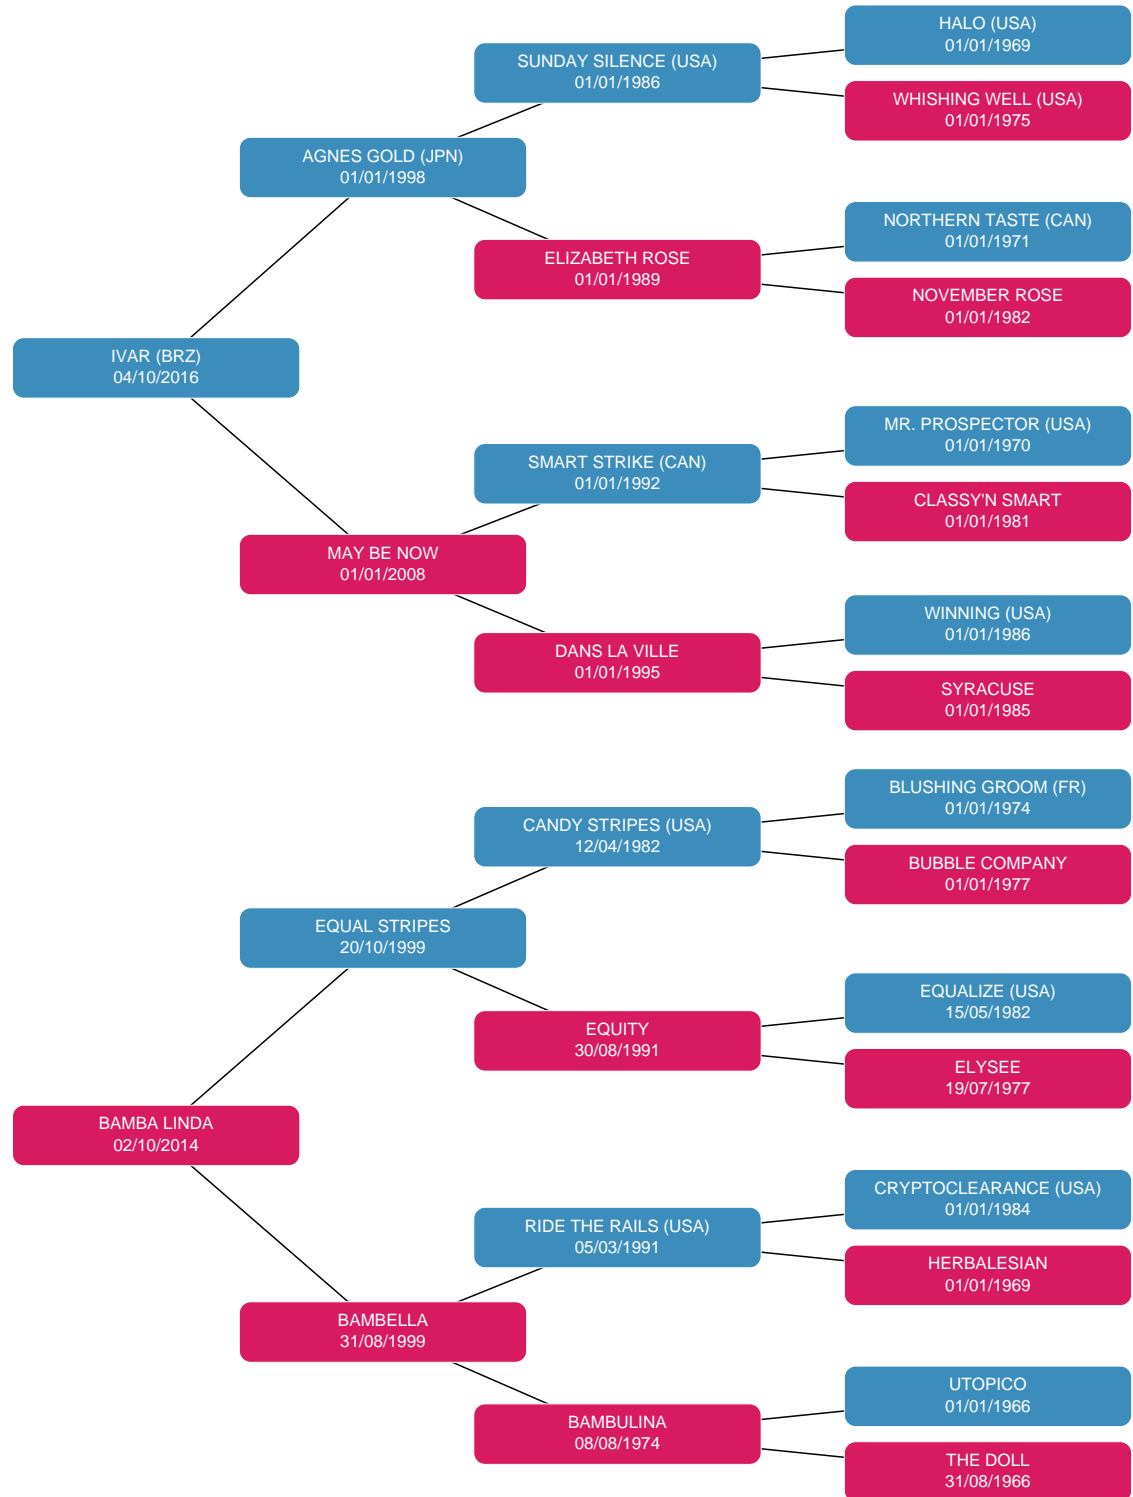 HALO (USA)
01/01/1969
SUNDAY SILENCE (USA)
01/01/1986
WHISHING WELL (USA)
01/01/1975
AGNES GOLD (JPN)
01/01/1998
NORTHERN TASTE (CAN)
01/01/1971
ELIZABETH ROSE
01/01/1989
NOVEMBER ROSE
01/01/1982
IVAR (BRZ)
04/10/2016
MR. PROSPECTOR (USA)
01/01/1970
SMART STRIKE (CAN)
01/01/1992
CLASSY'N SMART
01/01/1981
MAY BE NOW
01/01/2008
WINNING (USA)
01/01/1986
DANS LA VILLE
01/01/1995
SYRACUSE
01/01/1985
BLUSHING GROOM (FR)
01/01/1974
CANDY STRIPES (USA)
12/04/1982
BUBBLE COMPANY
01/01/1977
EQUAL STRIPES
20/10/1999
EQUALIZE (USA)
15/05/1982
EQUITY
30/08/1991
ELYSEE
19/07/1977
BAMBA LINDA
02/10/2014
CRYPTOCLEARANCE (USA)
01/01/1984
RIDE THE RAILS (USA)
05/03/1991
HERBALESIAN
01/01/1969
BAMBELLA
31/08/1999
UTOPICO
01/01/1966
BAMBULINA
08/08/1974
THE DOLL
31/08/1966